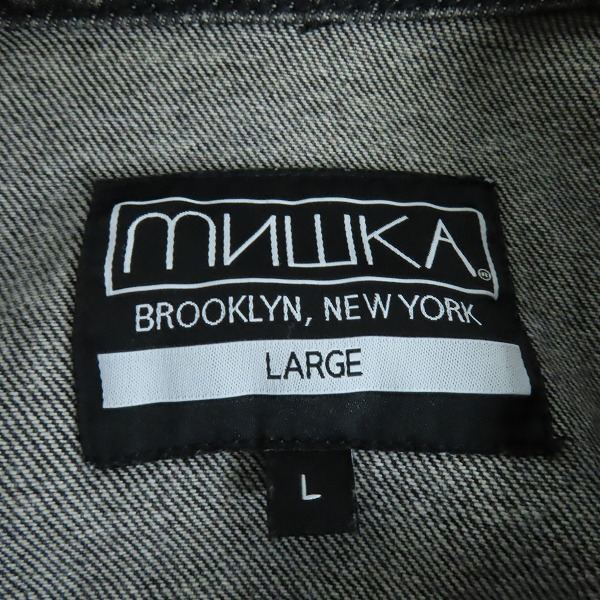 мишка®
BROOKLYN, NEW YORK
LARGE
L